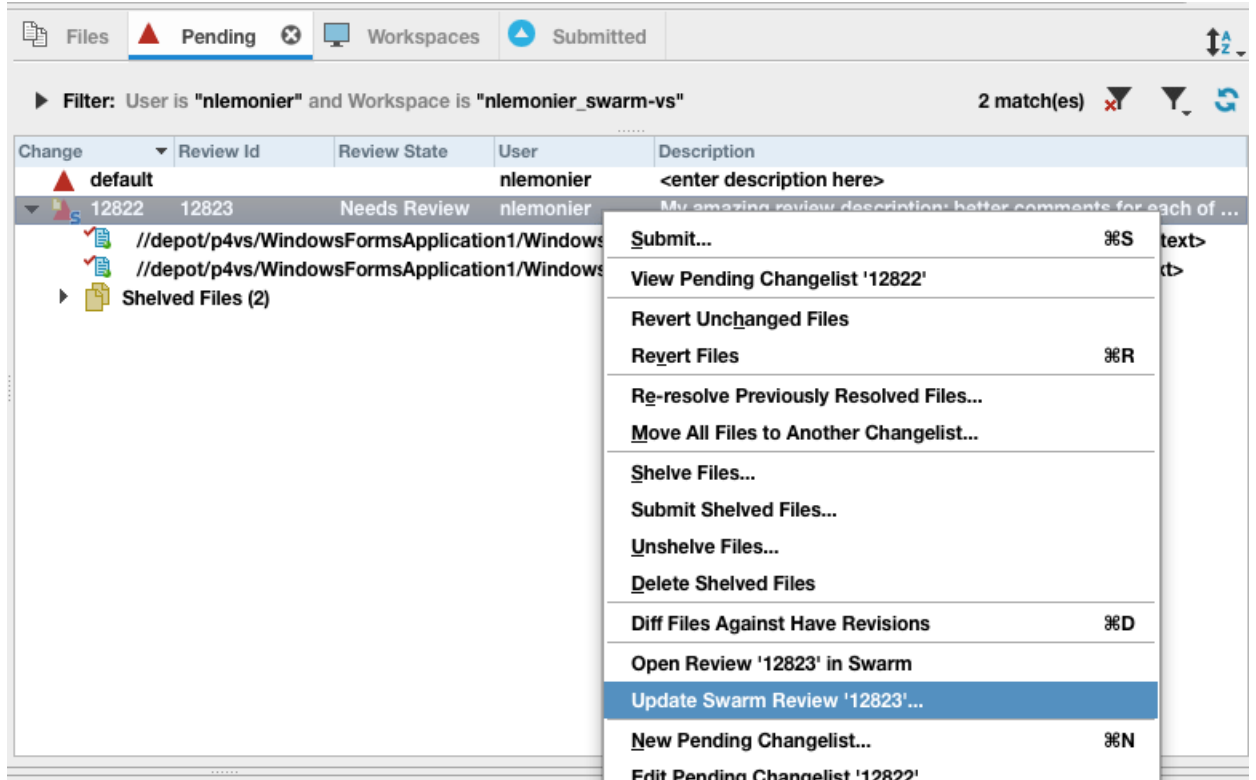 Files Pending Workspaces Submitted
Filter: User is "nlemonier" and Workspace is "nlemonier_swarm-vs" 2 match(es)
Change Review Id Review State User Description
default nlemonier <enter description here>
12822 12823 Needs Review nlemonier My amazing review description: better comments for each of ...
//depot/p4vs/WindowsFormsApplication1/Windows text>
//depot/p4vs/WindowsFormsApplication1/Windows t>
Shelved Files (2)
Submit... ⌘S
View Pending Changelist '12822'
Revert Unchanged Files
Revert Files ⌘R
Re-resolve Previously Resolved Files...
Move All Files to Another Changelist...
Shelve Files...
Submit Shelved Files...
Unshelve Files...
Delete Shelved Files
Diff Files Against Have Revisions ⌘D
Open Review '12823' in Swarm
Update Swarm Review '12823'...
New Pending Changelist... ⌘N
Edit Pending Changelist '12822'